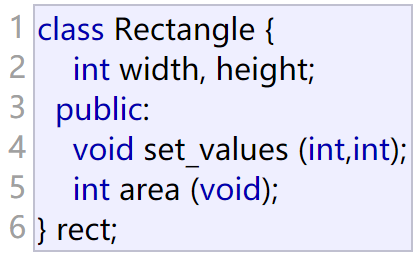 1 class Rectangle {
2 int width, height;
3 public:
4 void set_values (int,int);
5 int area (void);
6 } rect;